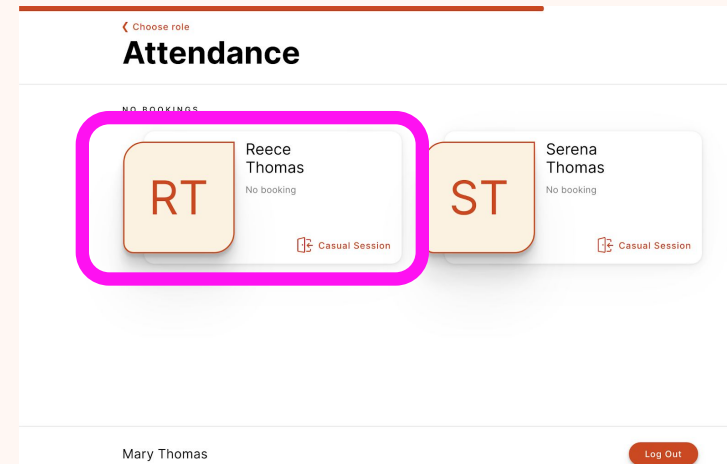 Choose role
Attendance
NO BOOKINGS
RT
Reece
Thomas
No booking
Casual Session
ST
Serena
Thomas
No booking
Casual Session
Mary Thomas
Log Out